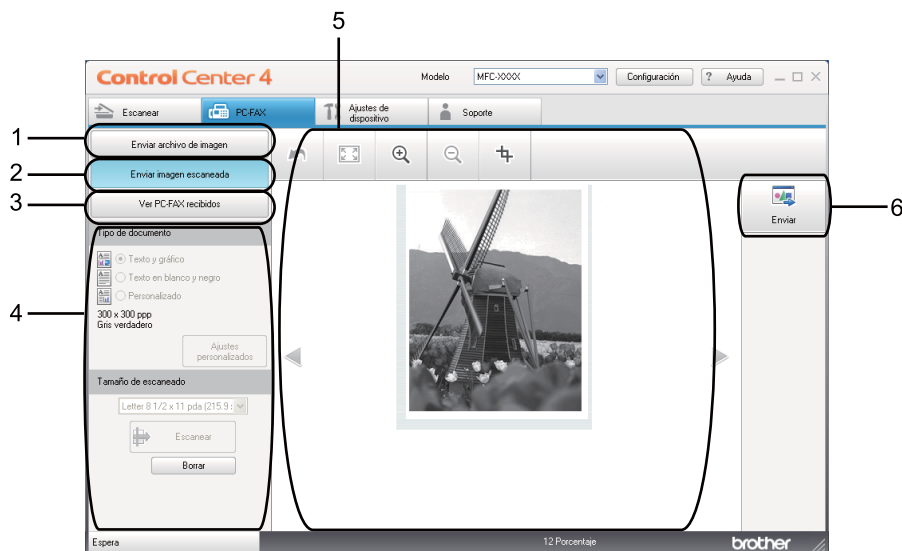 5
Control Center 4
Modelo
MFC-XXXX
Configuración
? Ayuda
Escanear
PC-FAX
Ajustes de
dispositivo
Soporte
1
Enviar archivo de imagen
2
Enviar imagen escaneada
3
Ver PC-FAX recibidos
Enviar
6
Tipo de documento
Texto y gráfico
Texto en blanco y negro
Personalizado
4
300 x 300 ppp
Gris verdadero
Ajustes
personalizados
Tamaño de escaneado
Letter 8 1/2 x 11 pda (215.9 :
Escanear
Borrar
Espera
12 Porcentaje
brother